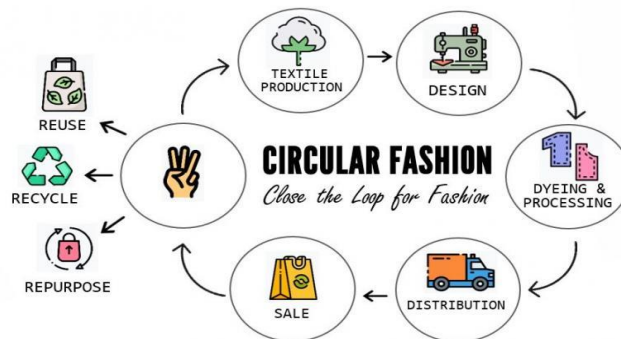 TEXTILE
PRODUCTION
DESIGN
REUSE
RECYCLE
REPURPOSE
CIRCULAR FASHION
Close the Loop for Fashion
DYEING &
PROCESSING
SALE
DISTRIBUTION